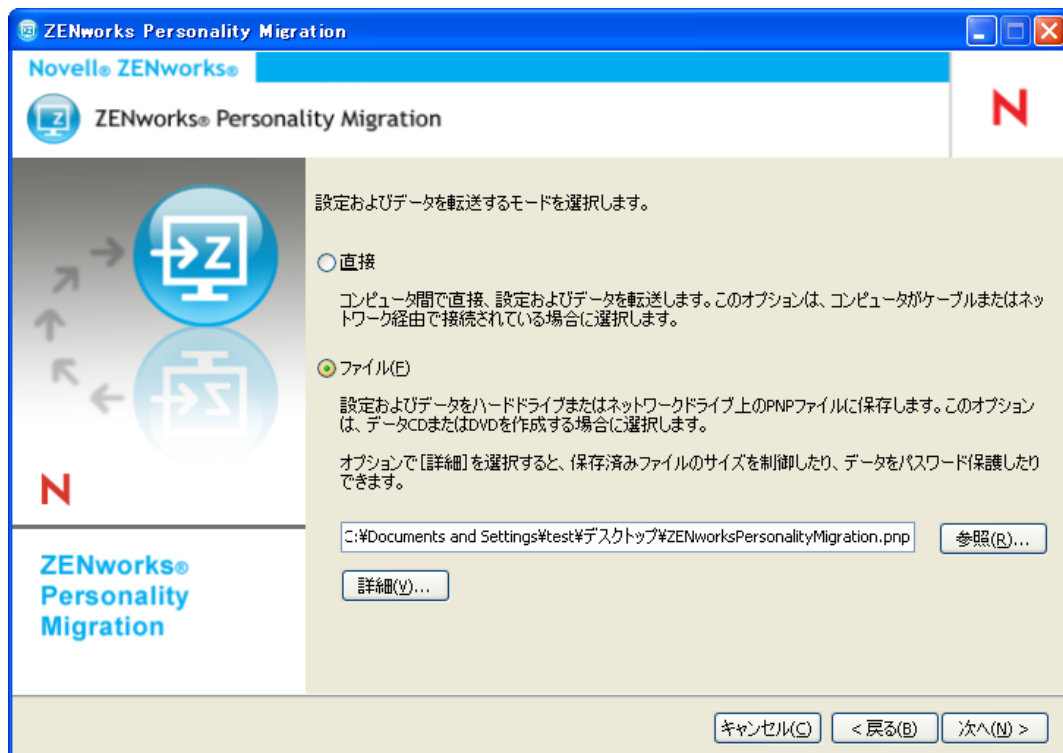 ZENworks Personality Migration
Novell® ZENworks®
ZENworks® Personality Migration
N
設定およびデータを転送するモードを選択します。
直接
コンピュータ間で直接、設定およびデータを転送します。このオプションは、コンピュータがケーブルまたはネッ
トワーク経由で接続されている場合に選択します。
ファイル(F)
設定およびデータをハードドライブまたはネットワークドライブ上のPNPファイルに保存します。このオプション
は、データCDまたはDVDを作成する場合に選択します。
オプションで[詳細]を選択すると、保存済みファイルのサイズを制御したり、データをパスワード保護したり
できます。
C:¥Documents and Settings¥test¥デスクトップ¥ZENworksPersonalityMigration.pnp
参照(R)...
詳細(V)...
Z
N
ZENworks®
Personality
Migration
キャンセル(C)
< 戻る(B)
次へ(N) >